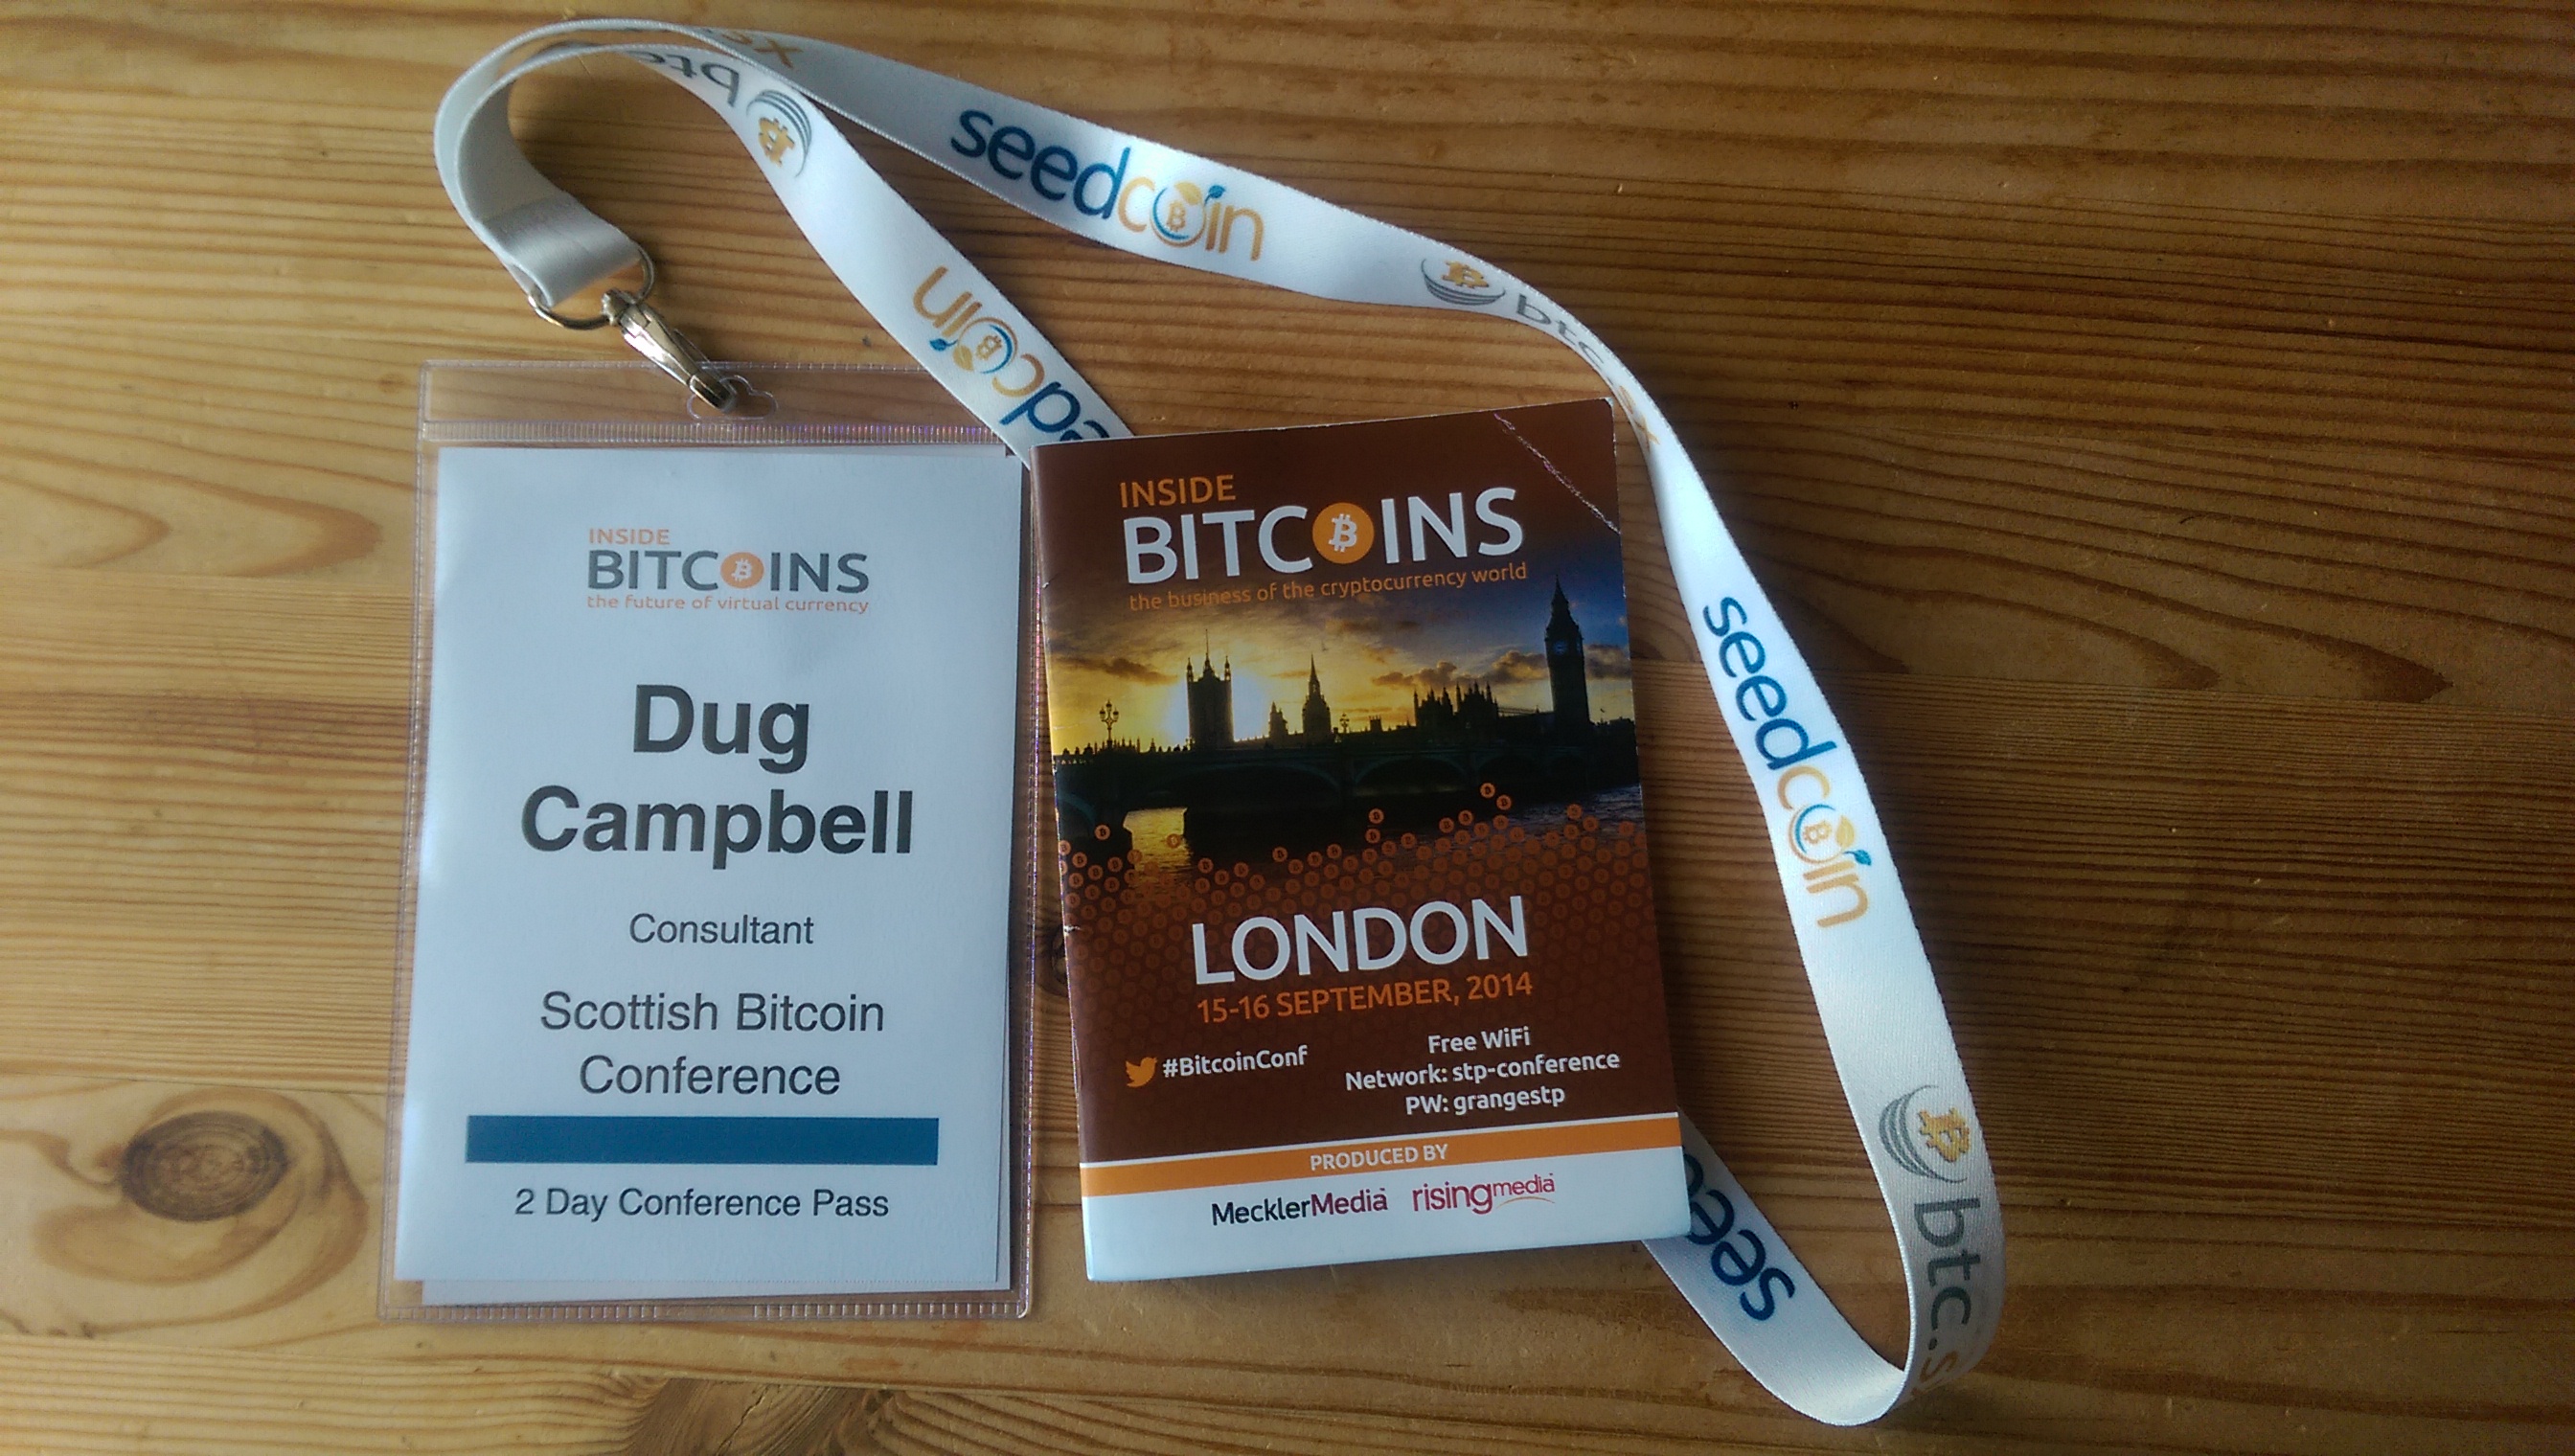 seedcoin
btc
seedcoin
btc
seedcoin
btc.s
INSIDE
BITCOINS
the future of virtual currency
Dug
Campbell
Consultant
Scottish Bitcoin
Conference
2 Day Conference Pass
INSIDE
BITCOINS
the business of the cryptocurrency world
LONDON
15-16 SEPTEMBER, 2014
#BitcoinConf
Free WiFi
Network: stp-conference
PW: grangestp
PRODUCED BY
MecklerMedia risingmedia